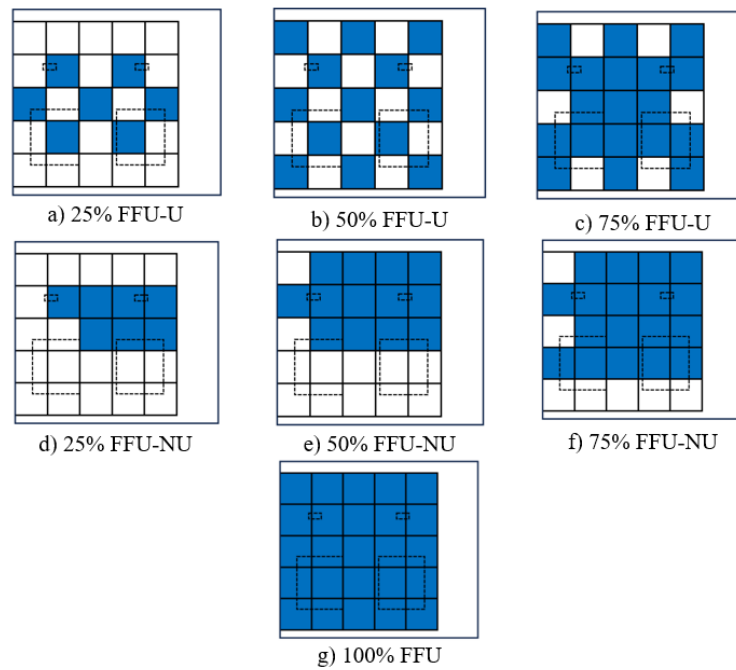 a) 25% FFU-U
b) 50% FFU-U
c) 75% FFU-U
d) 25% FFU-NU
e) 50% FFU-NU
f) 75% FFU-NU
g) 100% FFU